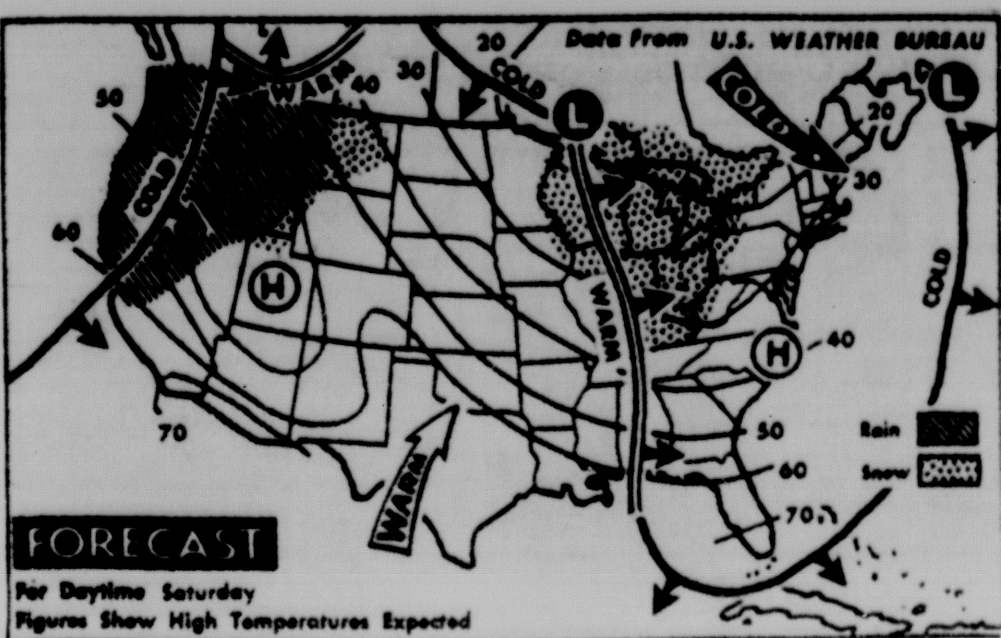 Data From U.S. WEATHER BUREAU
20
COLD
30
WARM
40
50
COLD
60
H
70
L
WARM
COLD
L
20
30
COLD
H
40
50
60
70
WARM
Rain
Snow
FORECAST
For Daytime Saturday
Figures Show High Temperatures Expected